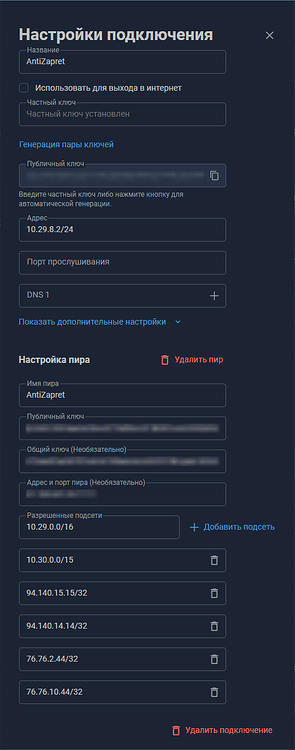 Настройки подключения
Название
AntiZapret
Использовать для выхода в интернет
Частный ключ
Частный ключ установлен
Генерация пары ключей
Публичный ключ
Введите частный ключ либо нажмите кнопку для
автоматической генерации.
Адрес
10.29.8.2/24
Порт прослушивания
DNS 1
Показать дополнительные настройки
Настройка пира
Удалить пир
Имя пира
AntiZapret
Публичный ключ
Общий ключ (Необязательно)
Адрес и порт пира (Необязательно)
Разрешенные подсети
10.29.0.0/16
Добавить подсеть
10.30.0.0/15
94.140.15.15/32
94.140.14.14/32
76.76.2.44/32
76.76.10.44/32
Удалить подключение